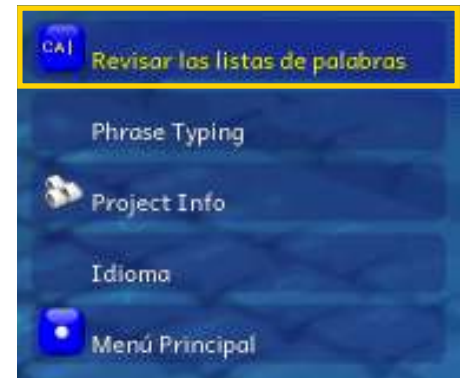 CA|
Revisar las listas de palabras
Phrase Typing
Project Info
Idioma
Menú Principal